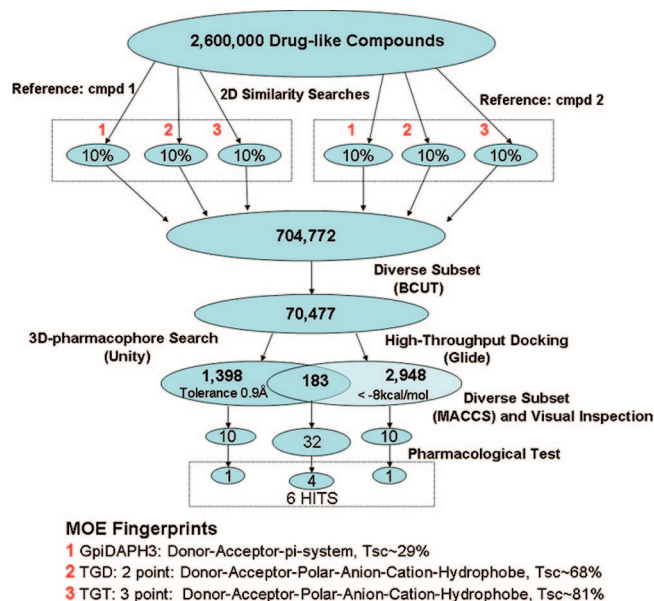 2,600,000 Drug-like Compounds
Reference: cmpd 1
2D Similarity Searches
Reference: cmpd 2
1 2 3 1 2 3
10% 10% 10% 10% 10% 10%
704,772
Diverse Subset
(BCUT)
70,477
3D-pharmacophore Search
(Unity)
High-Throughput Docking
(Glide)
1,398 183 2,948
Tolerance 0.9Å < -8kcal/mol
Diverse Subset
(MACCS) and Visual Inspection
10 32 10
Pharmacological Test
1 4 1
6 HITS
MOE Fingerprints
1 GpiDAPH3: Donor-Acceptor-pi-system, Tsc~29%
2 TGD: 2 point: Donor-Acceptor-Polar-Anion-Cation-Hydrophobe, Tsc~68%
3 TGT: 3 point: Donor-Acceptor-Polar-Anion-Cation-Hydrophobe, Tsc~81%